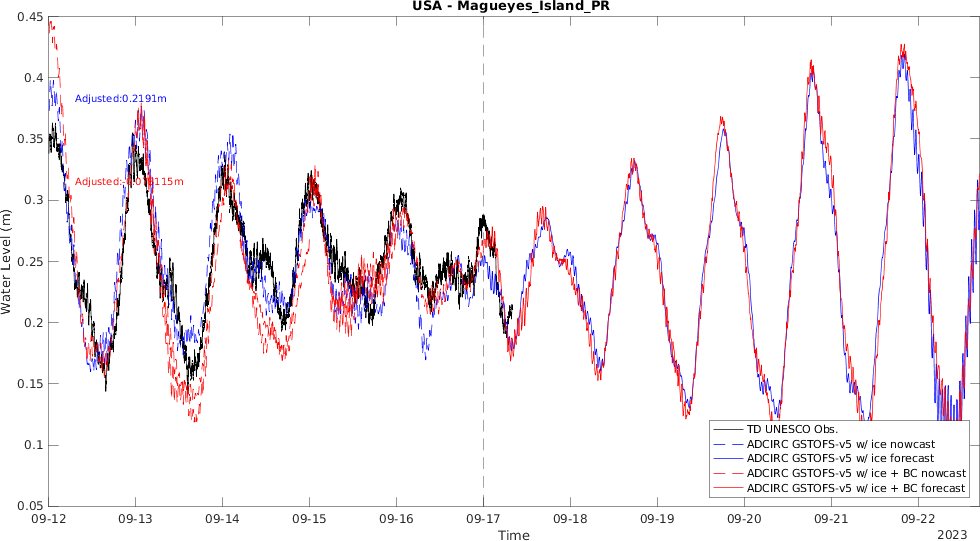 USA - Magueyes_Island_PR
0.45
0.4
0.35
0.3
0.25
0.2
0.15
0.1
0.05
Water Level (m)
Adjusted:0.2191m
TD UNESCO Obs.
ADCIRC GSTOFS-v5 w/ ice nowcast
ADCIRC GSTOFS-v5 w/ ice forecast
ADCIRC GSTOFS-v5 w/ ice + BC nowcast
ADCIRC GSTOFS-v5 w/ ice + BC forecast
09-12 09-13 09-14 09-15 09-16 09-17 09-18 09-19 09-20 09-21 09-22
Time
2023